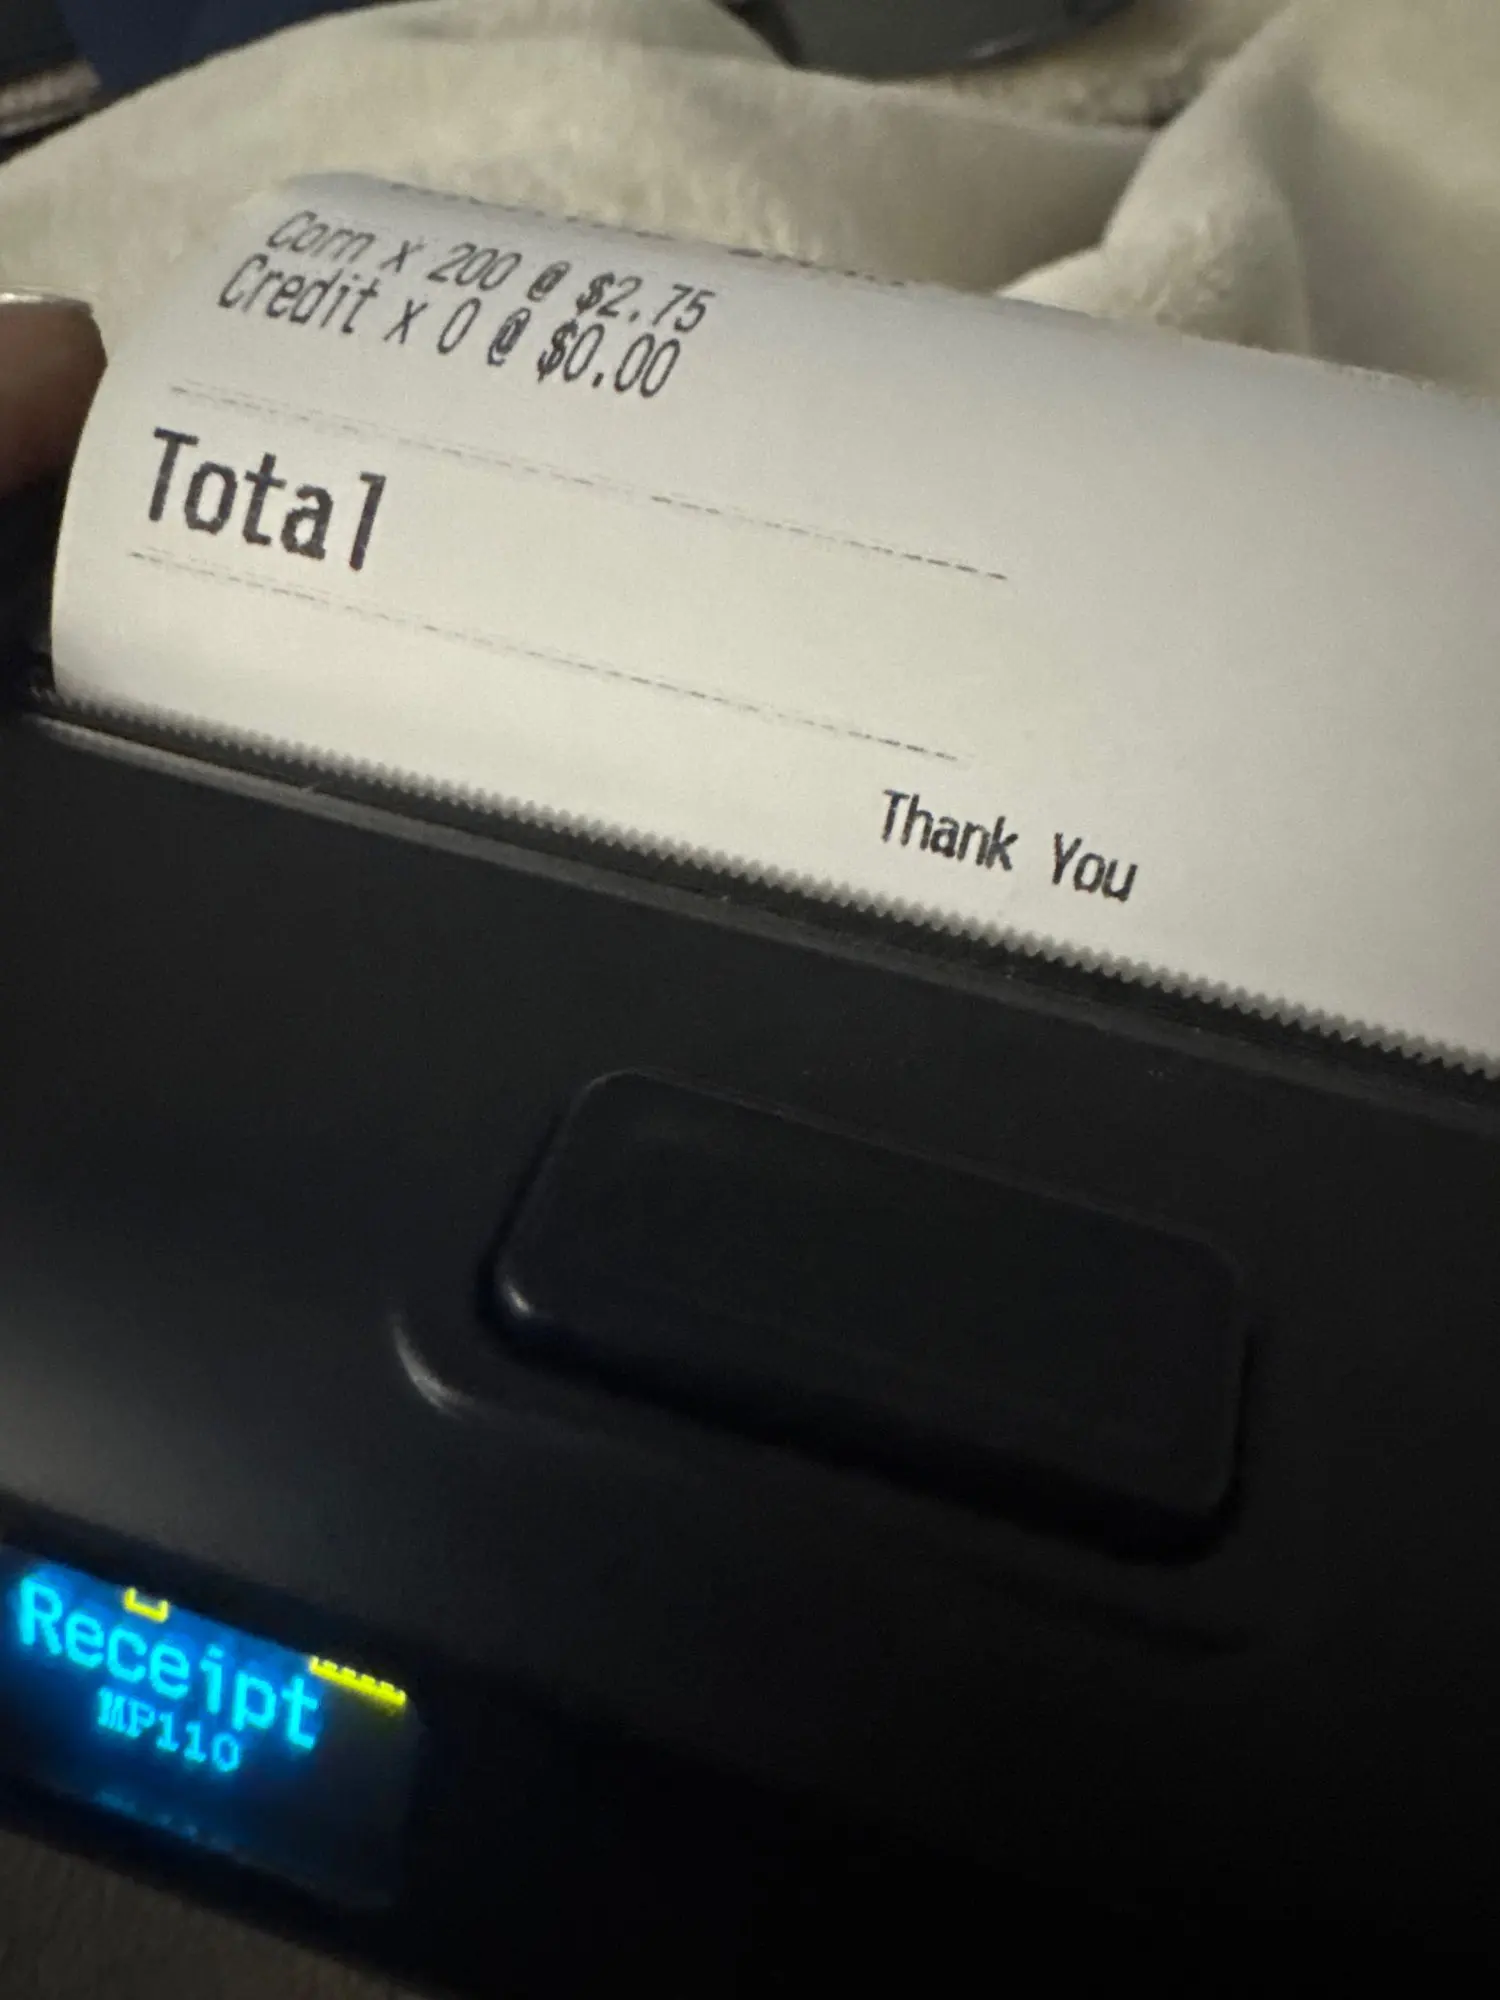 Corn x 200 @ $2.75
Credit x 0 @ $0.00
Total
Thank You
Receipt
MP110